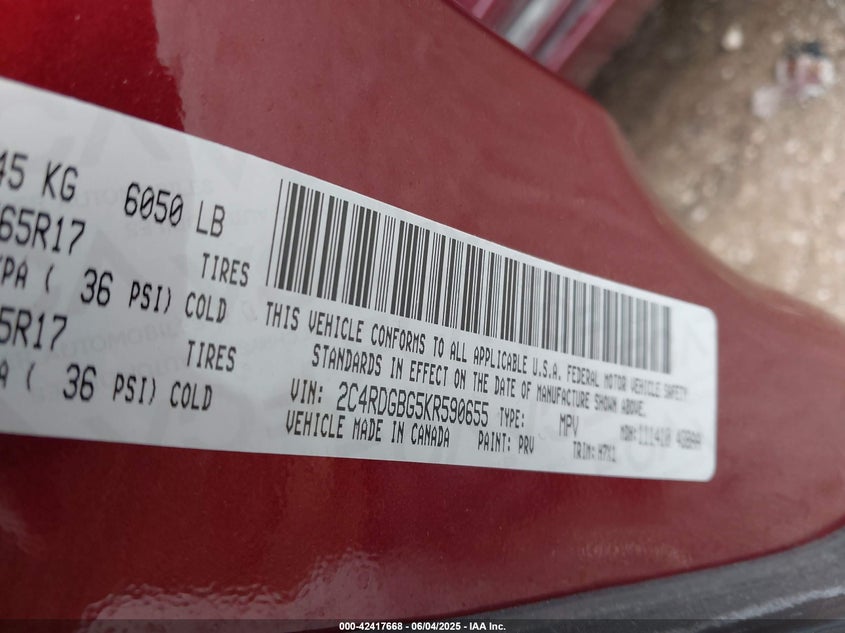 45 KG 6050 LB
65R17 TIRES
PA ( 36 PSI) COLD
5R17 TIRES
A ( 36 PSI) COLD
THIS VEHICLE CONFORMS TO ALL APPLICABLE U.S.A. FEDERAL MOTOR VEHICLE SAFETY
STANDARDS IN EFFECT ON THE DATE OF MANUFACTURE SHOWN ABOVE.
VIN: 2C4RDGBG5KR590655 TYPE: MPV
VEHICLE MADE IN CANADA PAINT: PRV TRIM: H7X1
000-42417668 - 06/04/2025 - IAA Inc.